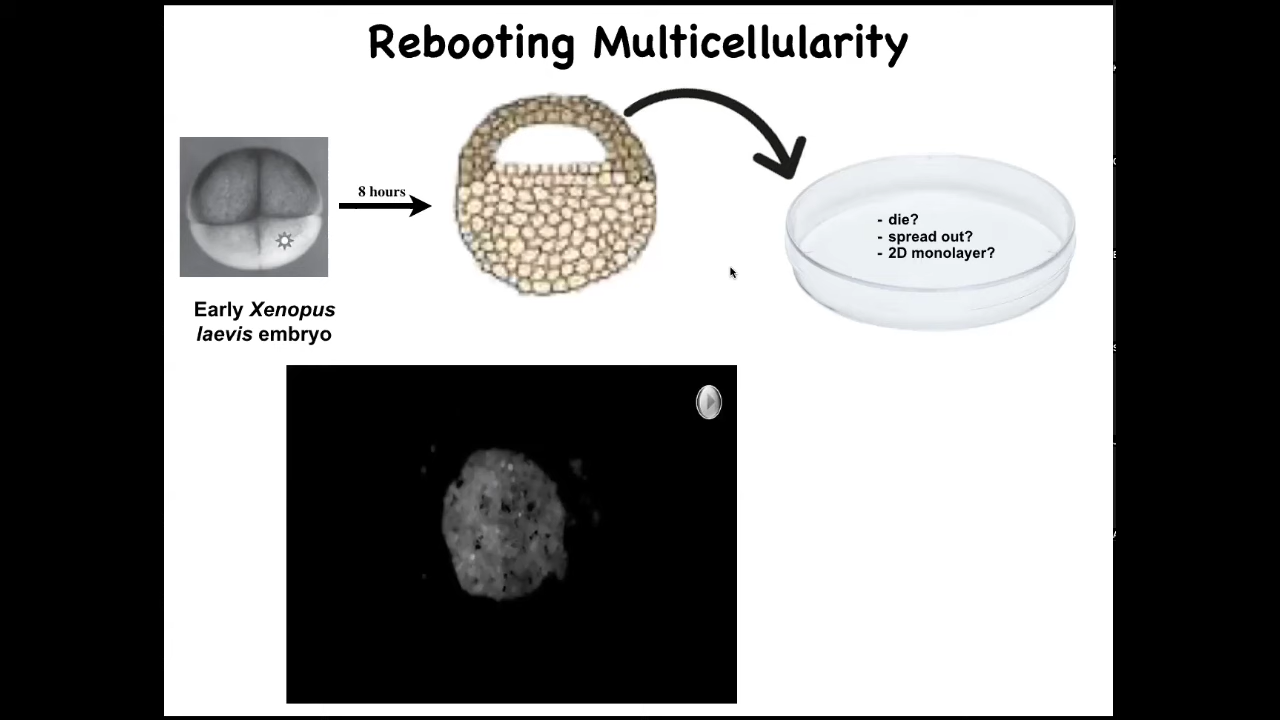 Rebooting Multicellularity
8 hours
- die?
- spread out?
- 2D monolayer?
Early Xenopus
laevis embryo